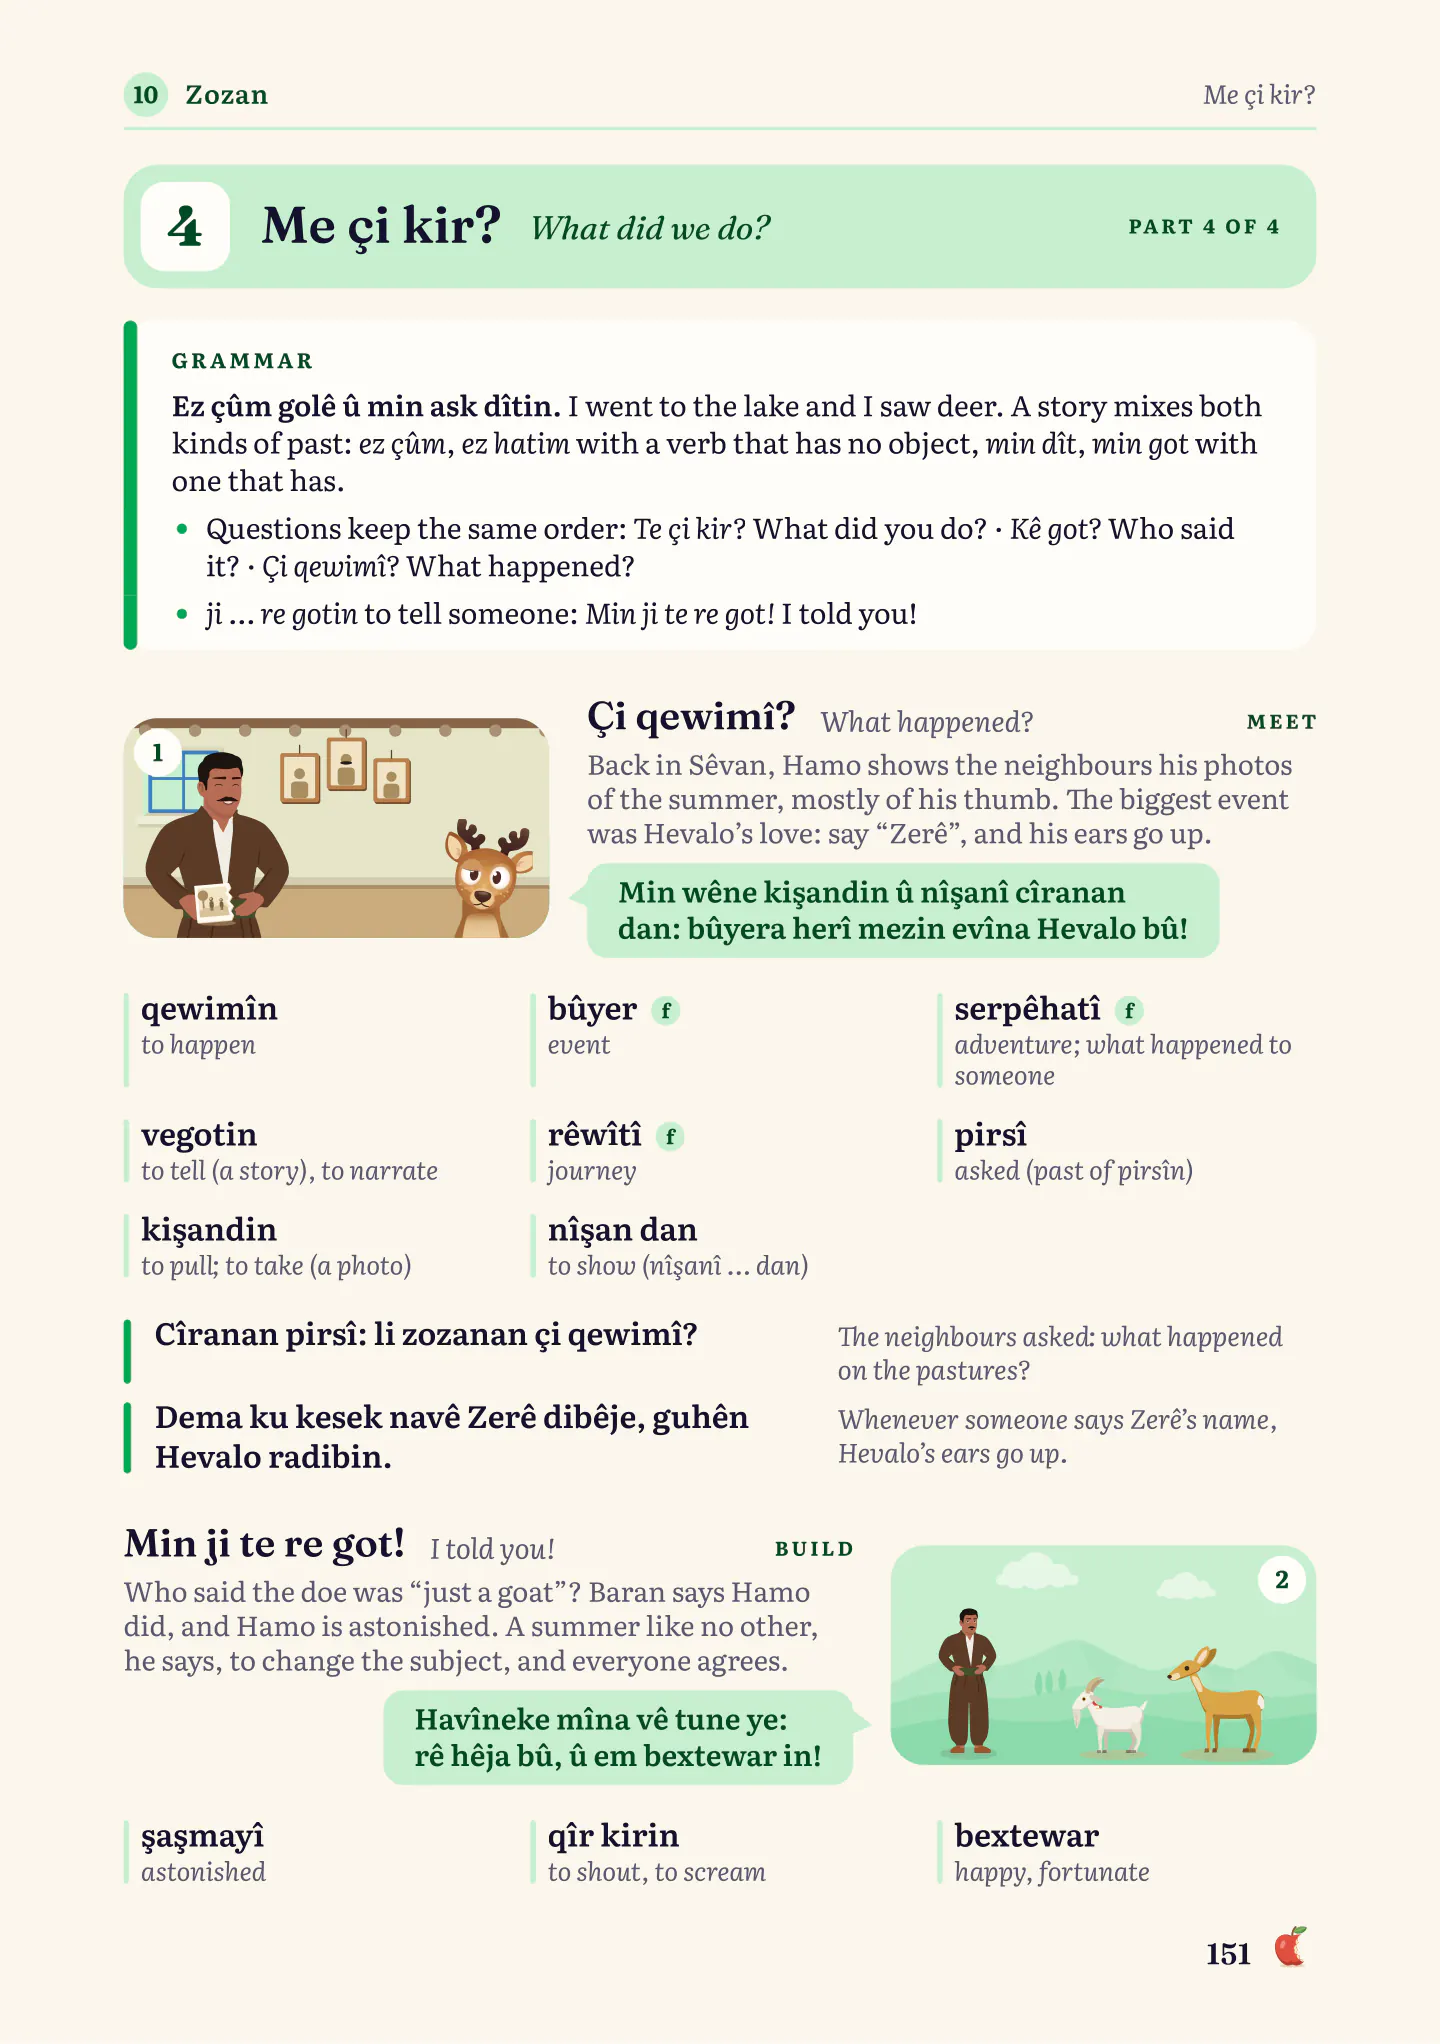 10 Zozan
Me çi kir?
4 Me çi kir? What did we do? PART 4 OF 4
GRAMMAR
Ez çûm golê û min ask dîtin. I went to the lake and I saw deer. A story mixes both
kinds of past: ez çûm, ez hatim with a verb that has no object, min dît, min got with
one that has.
• Questions keep the same order: Te çi kir? What did you do? · Kê got? Who said
it? · Çi qewimî? What happened?
• ji … re gotin to tell someone: Min ji te re got! I told you!
1
Çi qewimî? What happened? MEET
Back in Sêvan, Hamo shows the neighbours his photos
of the summer, mostly of his thumb. The biggest event
was Hevalo’s love: say “Zerê”, and his ears go up.
Min wêne kişandin û nîşanî cîranan
dan: bûyera herî mezin evîna Hevalo bû!
qewimîn
to happen
bûyer f
event
serpêhatî f
adventure; what happened to
someone
vegotin
to tell (a story), to narrate
rêwîtî f
journey
pirsî
asked (past of pirsîn)
kişandin
to pull; to take (a photo)
nîşan dan
to show (nîşanî … dan)
Cîranan pirsî: li zozanan çi qewimî?
The neighbours asked: what happened
on the pastures?
Dema ku kesek navê Zerê dibêje, guhên
Hevalo radibin.
Whenever someone says Zerê’s name,
Hevalo’s ears go up.
Min ji te re got! I told you! BUILD
Who said the doe was “just a goat”? Baran says Hamo
did, and Hamo is astonished. A summer like no other,
he says, to change the subject, and everyone agrees.
Havîneke mîna vê tune ye:
rê hêja bû, û em bextewar in!
2
şaşmayî
astonished
qîr kirin
to shout, to scream
bextewar
happy, fortunate
151